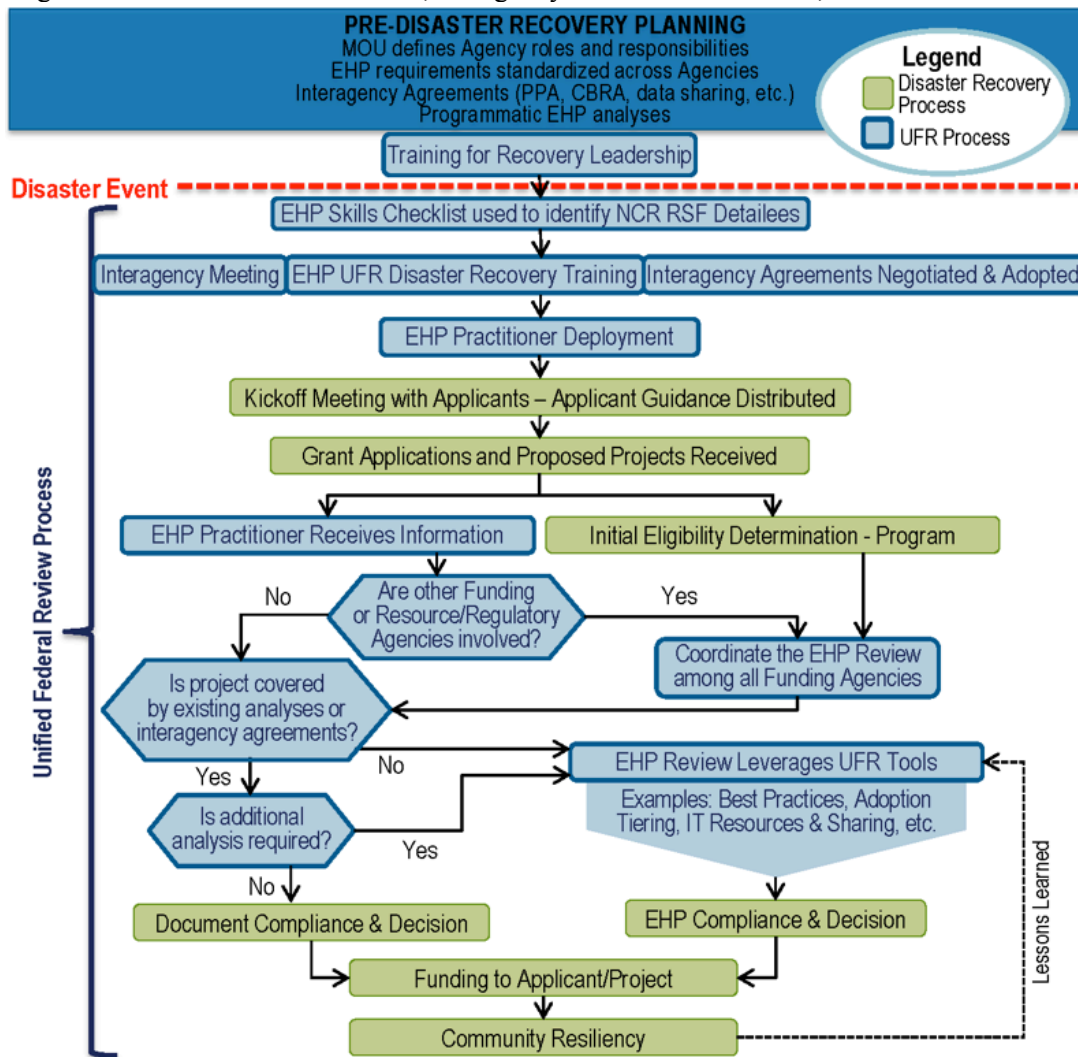 PRE-DISASTER RECOVERY PLANNING
MOU defines Agency roles and responsibilities
EHP requirements standardized across Agencies
Interagency Agreements (PPA, CBRA, data sharing, etc.)
Programmatic EHP analyses
Legend
Disaster Recovery
Process
UFR Process
Training for Recovery Leadership
Disaster Event
EHP Skills Checklist used to identify NCR RSF Detailees
Interagency Meeting
EHP UFR Disaster Recovery Training
Interagency Agreements Negotiated & Adopted
EHP Practitioner Deployment
Kickoff Meeting with Applicants – Applicant Guidance Distributed
Grant Applications and Proposed Projects Received
EHP Practitioner Receives Information
Initial Eligibility Determination - Program
No
Are other Funding
or Resource/Regulatory
Agencies involved?
Yes
Coordinate the EHP Review
among all Funding Agencies
Is project covered
by existing analyses or
interagency agreements?
No
Yes
EHP Review Leverages UFR Tools
Examples: Best Practices, Adoption
Tiering, IT Resources & Sharing, etc.
Is additional
analysis required?
Yes
No
Document Compliance & Decision
EHP Compliance & Decision
Funding to Applicant/Project
Community Resiliency
Unified Federal Review Process
Lessons Learned